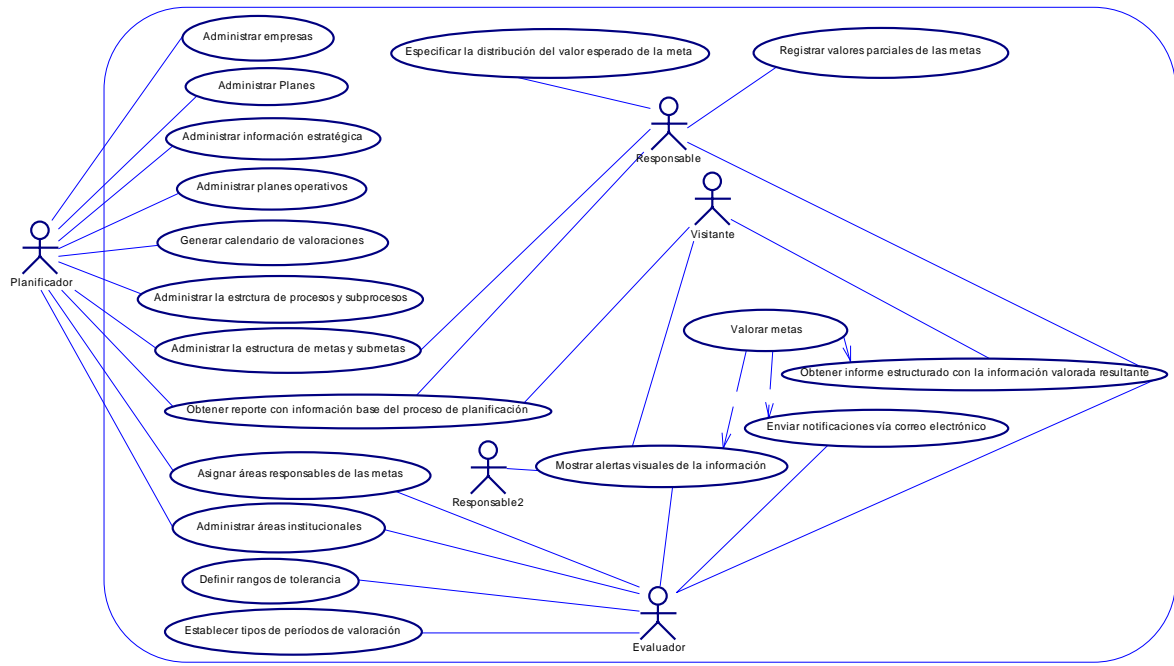 Administrar empresas
Especificar la distribución del valor esperado de la meta
Registrar valores parciales de las metas
Administrar Planes
Administrar información estratégica
Responsable
Administrar planes operativos
Visitante
Generar calendario de valoraciones
Planificador
Administrar la estrctura de procesos y subprocesos
Valorar metas
Administrar la estructura de metas y submetas
Obtener informe estructurado con la información valorada resultante
Obtener reporte con información base del proceso de planificación
Enviar notificaciones vía correo electrónico
Mostrar alertas visuales de la información
Asignar áreas responsables de las metas
Responsable2
Administrar áreas institucionales
Definir rangos de tolerancia
Establecer tipos de períodos de valoración
Evaluador